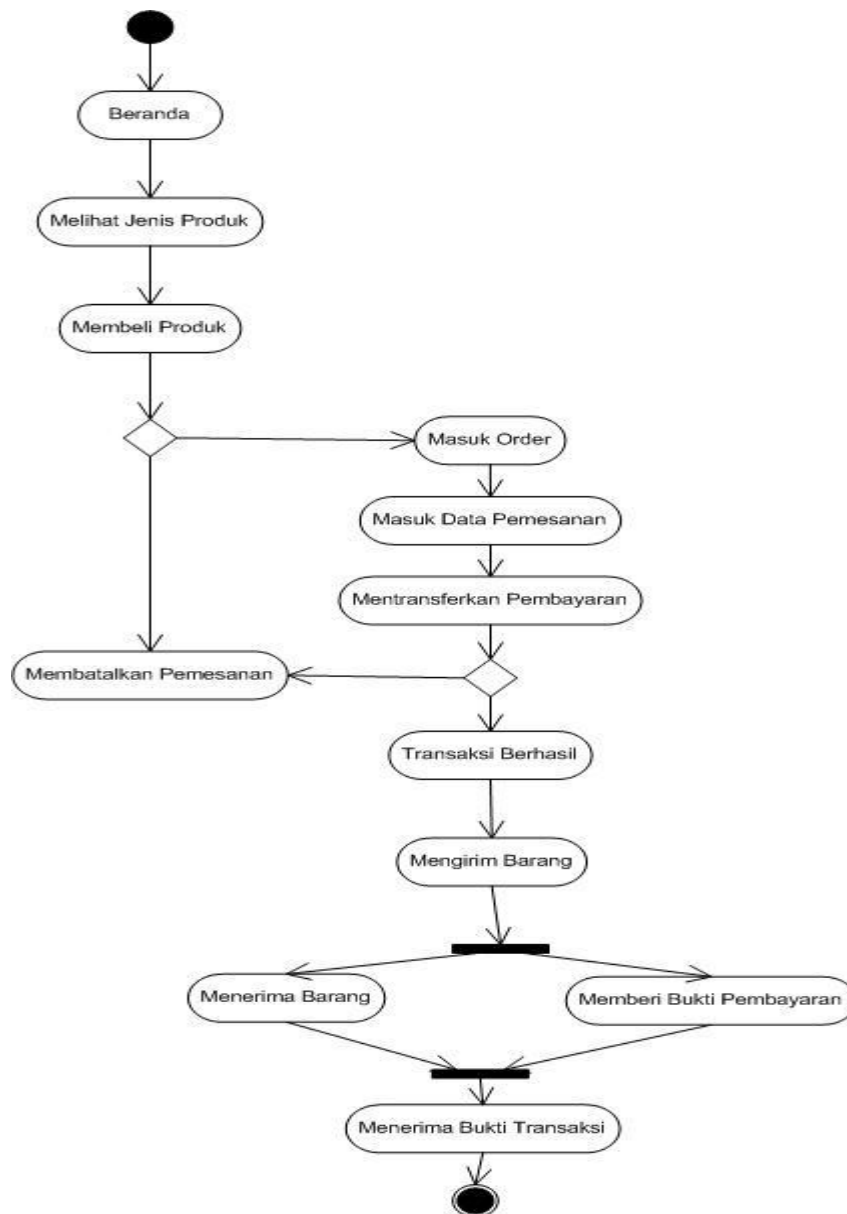 Beranda
Melihat Jenis Produk
Membeli Produk
Masuk Order
Masuk Data Pemesanan
Mentransferkan Pembayaran
Membatalkan Pemesanan
Transaksi Berhasil
Mengirim Barang
Menerima Barang
Memberi Bukti Pembayaran
Menerima Bukti Transaksi